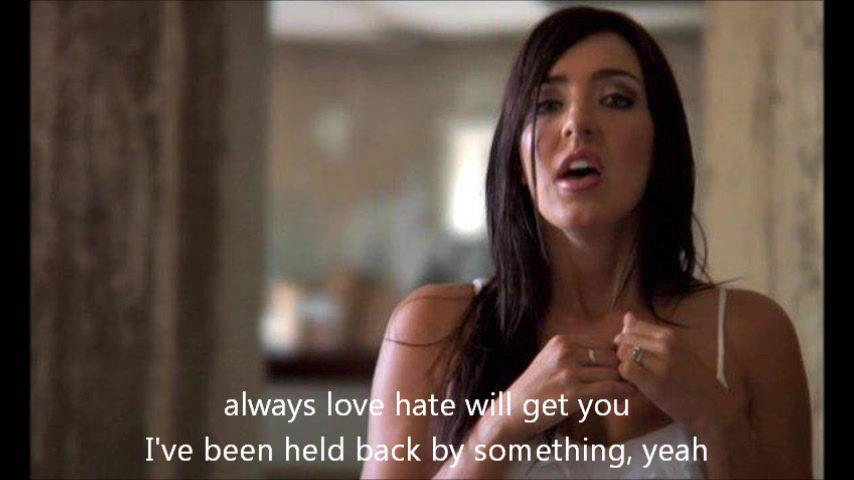 always love hate will get you
I've been held back by something, yeah